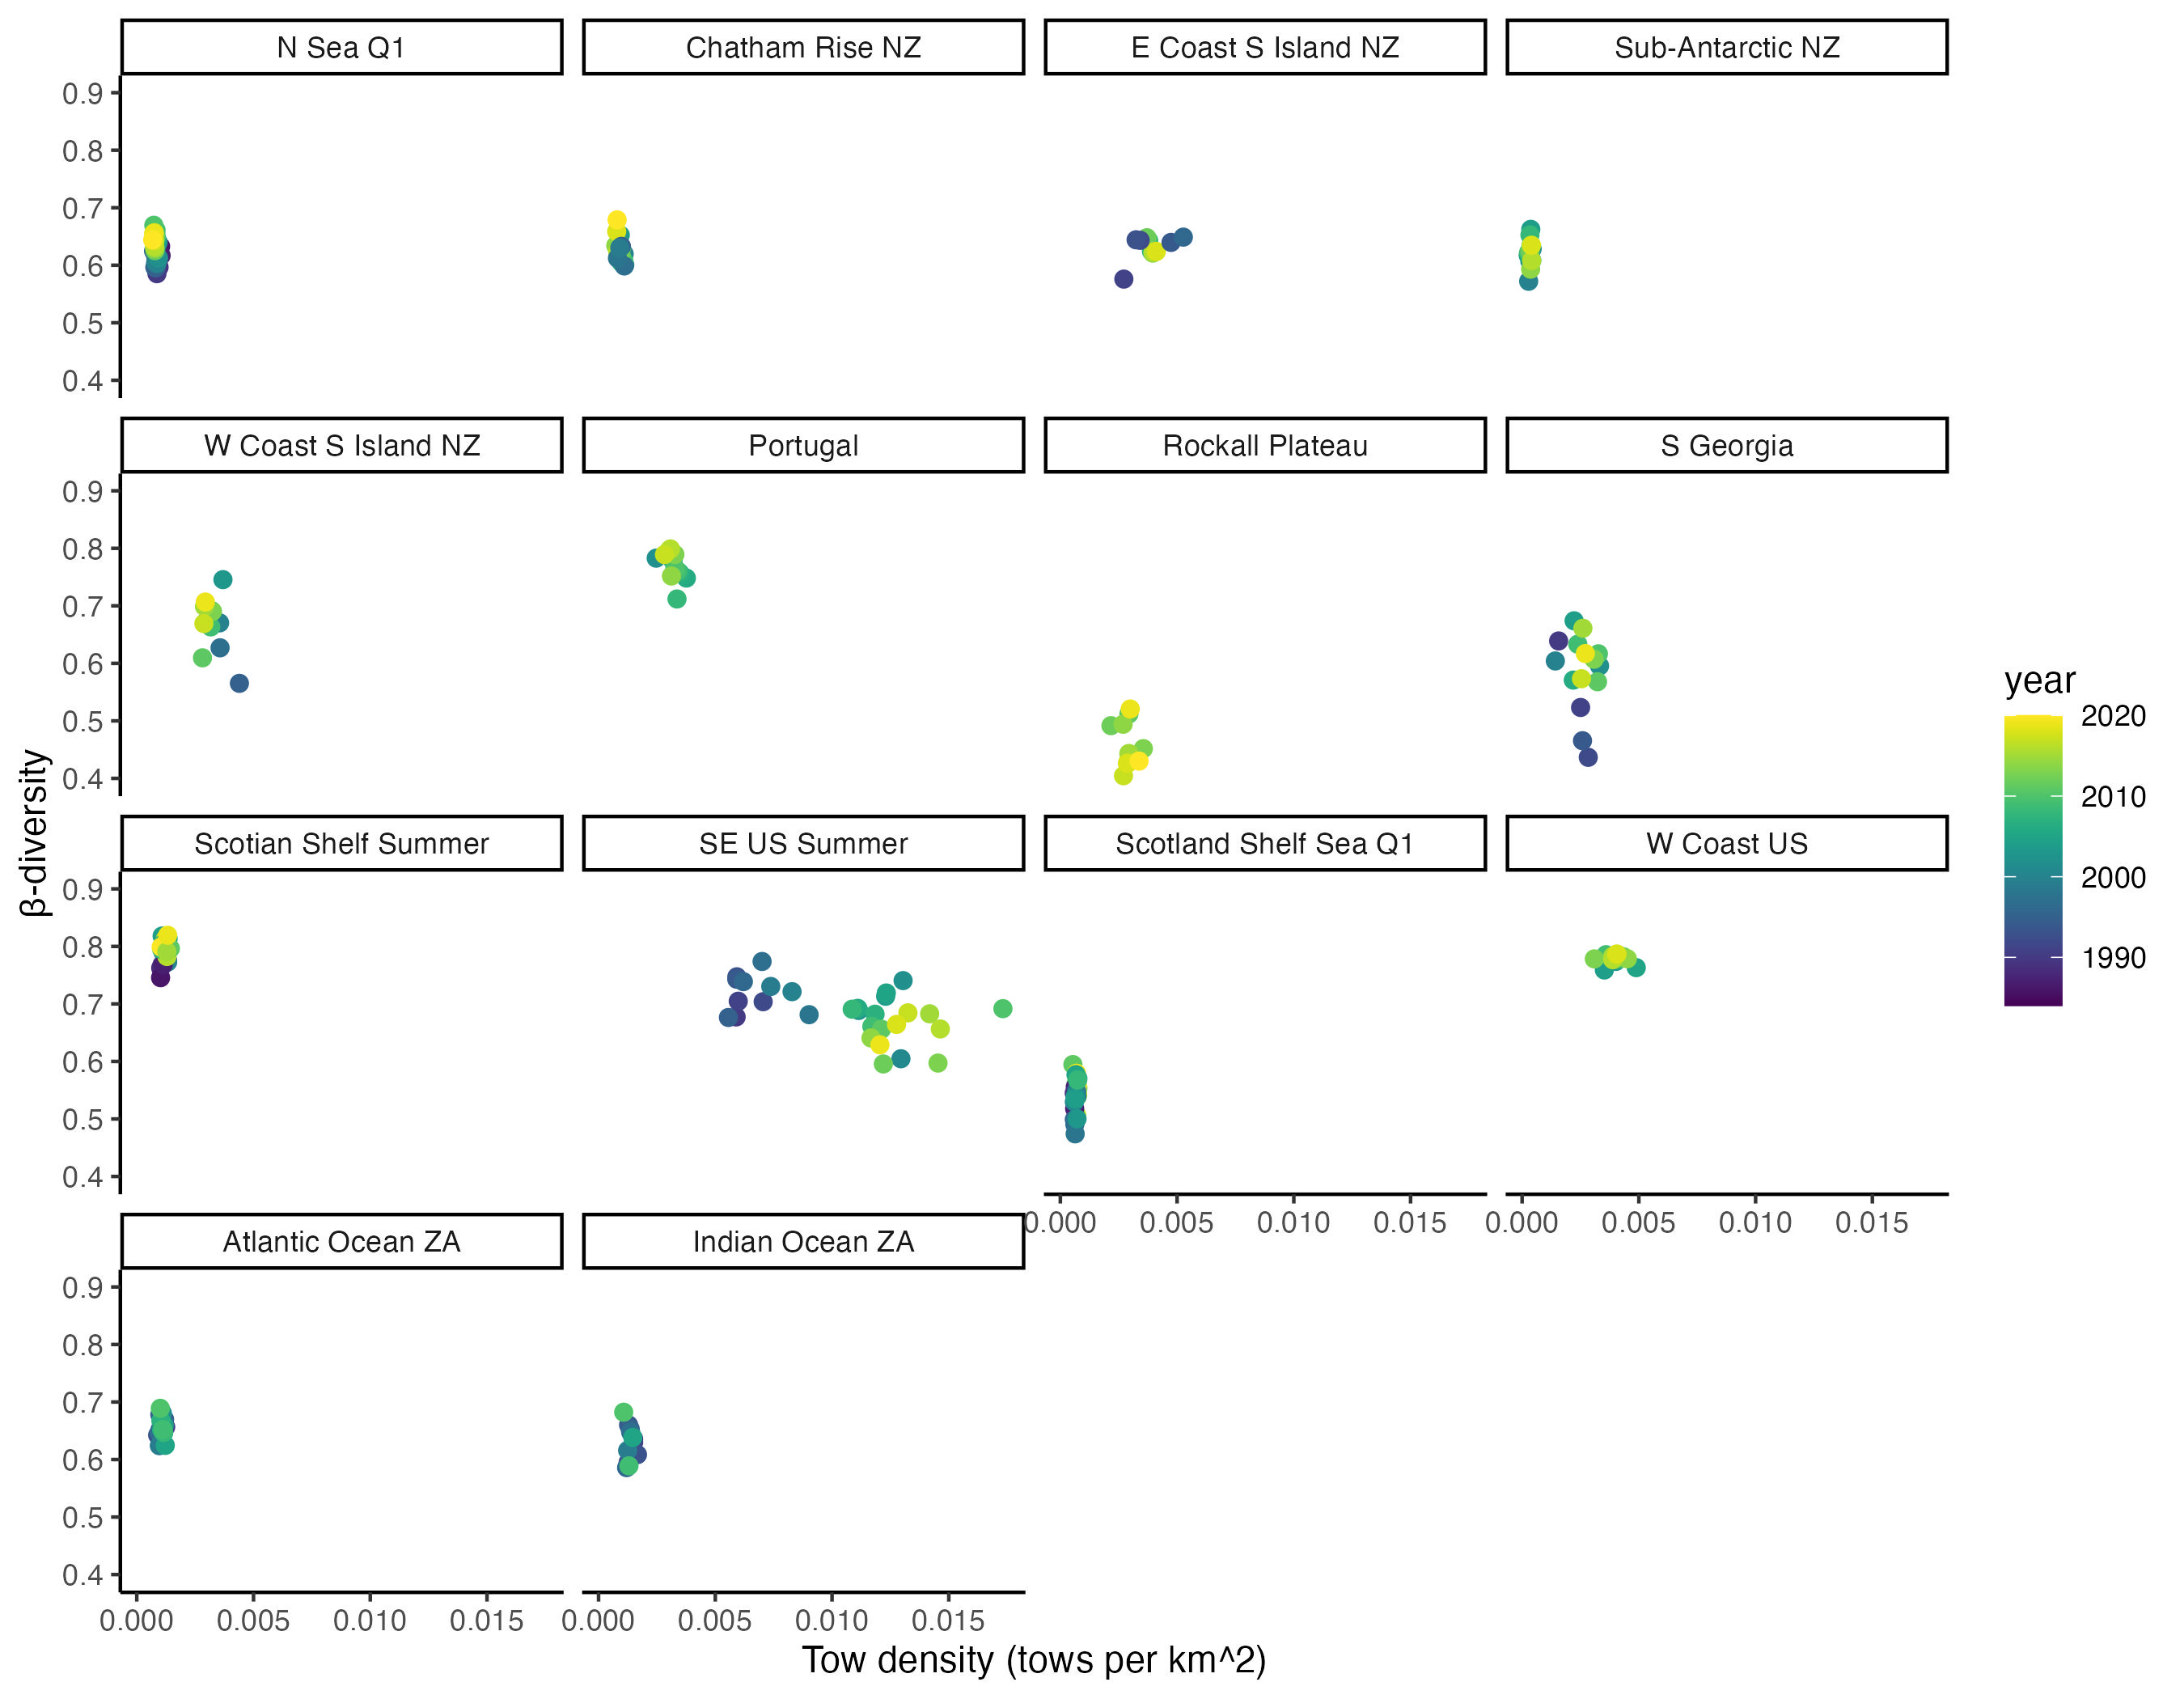 N Sea Q1
Chatham Rise NZ
E Coast S Island NZ
Sub-Antarctic NZ
0.9
0.8
0.7
0.6
0.5
0.4
W Coast S Island NZ
Portugal
Rockall Plateau
S Georgia
0.9
0.8
0.7
0.6
0.5
0.4
Scotian Shelf Summer
SE US Summer
Scotland Shelf Sea Q1
W Coast US
0.9
0.8
0.7
0.6
0.5
0.4
0.000 0.005 0.010 0.015
0.000 0.005 0.010 0.015
Atlantic Ocean ZA
Indian Ocean ZA
0.9
0.8
0.7
0.6
0.5
0.4
0.000 0.005 0.010 0.015
0.000 0.005 0.010 0.015
Tow density (tows per km^2)
β-diversity
year
2020
2010
2000
1990